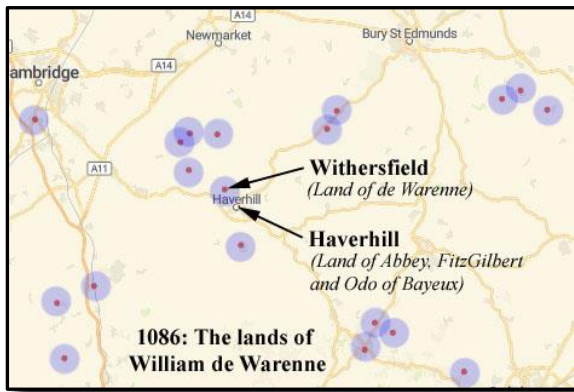 A14
Newmarket
Bury St Edmunds
A14
ambridge
A11
Withersfield
(Land of de Warenne)
Haverhill
Haverhill
(Land of Abbey, FitzGilbert
and Odo of Bayeux)
1086: The lands of
William de Warenne